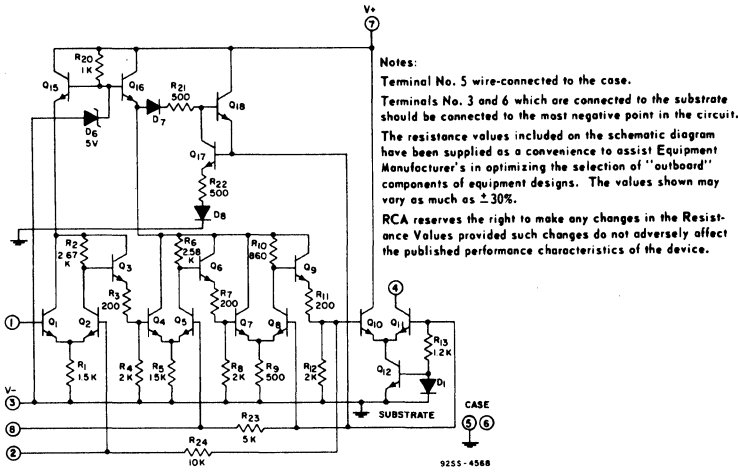 V+
7
R20
1K
Q15
Q16
R21
500
Q18
D7
D6
5V
Q17
R22
500
D8
R2
2.67
K
Q3
R6
2.58
K
Q6
R10
860
Q9
R3
200
R7
200
R11
200
4
1
Q1
Q2
Q4
Q5
Q7
Q8
Q10
Q11
R13
1.2K
Q12
D1
R1
1.5K
R4
2K
R5
1.5K
R8
2K
R9
500
R12
2K
V-
3
SUBSTRATE
CASE
5 6
8
R23
5K
2
R24
10K
92SS-4568
Notes:
Terminal No. 5 wire-connected to the case.
Terminals No. 3 and 6 which are connected to the substrate
should be connected to the most negative point in the circuit.
The resistance values included on the schematic diagram
have been supplied as a convenience to assist Equipment
Manufacturer's in optimizing the selection of "outboard"
components of equipment designs. The values shown may
vary as much as ±30%.
RCA reserves the right to make any changes in the Resist-
ance Values provided such changes do not adversely affect
the published performance characteristics of the device.